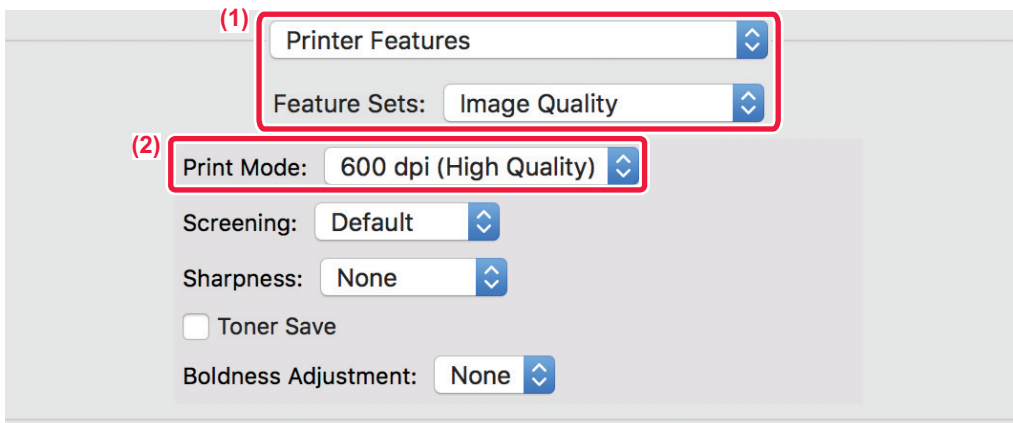 (1)
Printer Features
Feature Sets: Image Quality
(2)
Print Mode: 600 dpi (High Quality)
Screening: Default
Sharpness: None
Toner Save
Boldness Adjustment: None